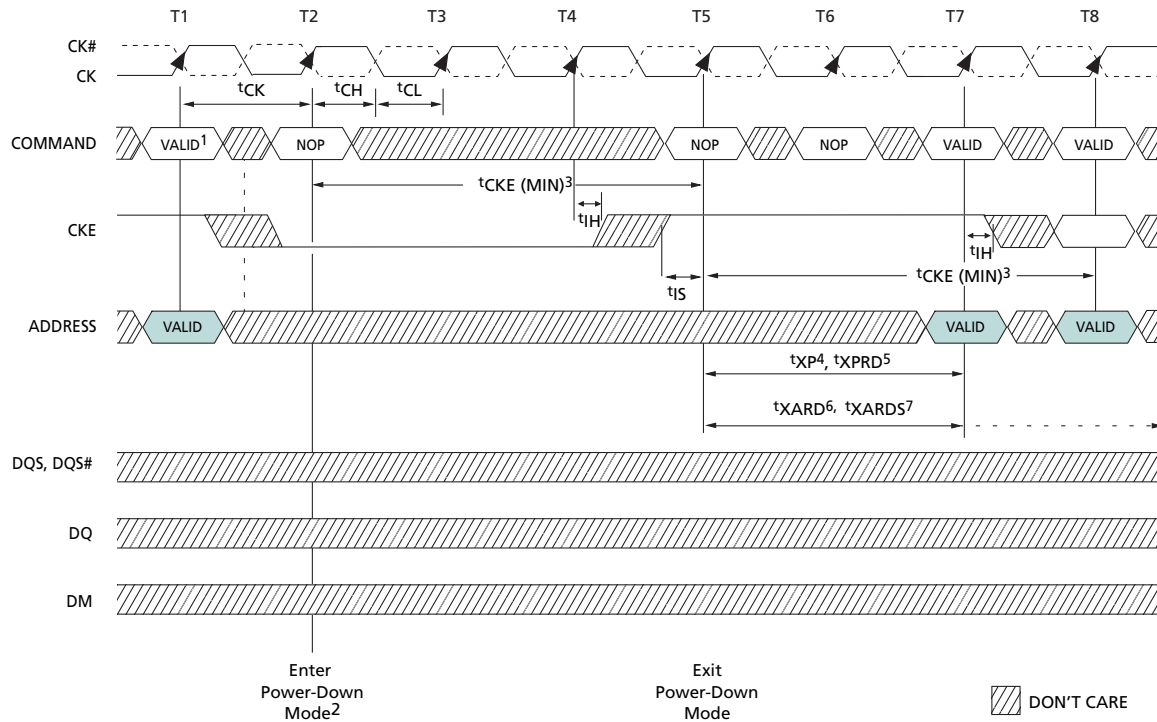 T1 T2 T3 T4 T5 T6 T7 T8
CK#
CK
tCK tCH tCL
COMMAND VALID1 NOP NOP NOP VALID VALID
tCKE (MIN)3
CKE
tIH tIH
tCKE (MIN)3
tIS
ADDRESS VALID VALID VALID
tXP4, tXPRD5
tXARD6, tXARDS7
DQS, DQS#
DQ
DM
Enter
Power-Down
Mode2
Exit
Power-Down
Mode
DON'T CARE